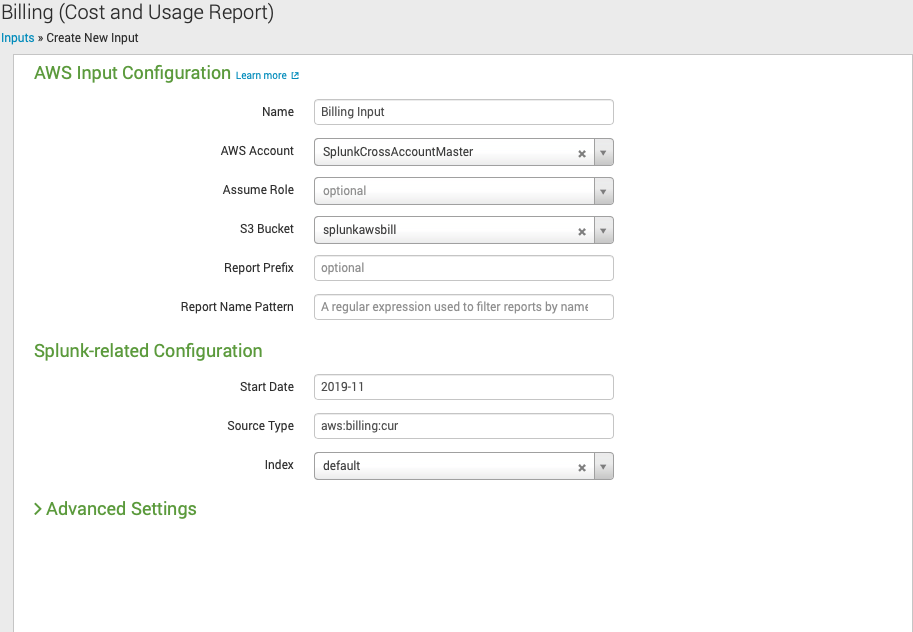 Billing (Cost and Usage Report)
Inputs » Create New Input
AWS Input Configuration Learn more
Name Billing Input
AWS Account SplunkCrossAccountMaster
Assume Role optional
S3 Bucket splunkawsbill
Report Prefix optional
Report Name Pattern A regular expression used to filter reports by name
Splunk-related Configuration
Start Date 2019-11
Source Type aws:billing:cur
Index default
Advanced Settings